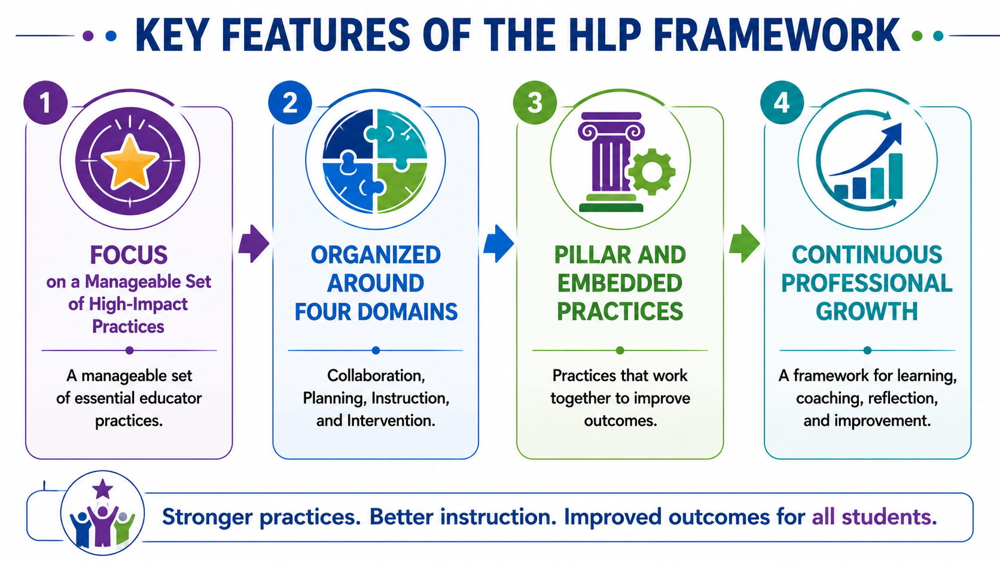 KEY FEATURES OF THE HLP FRAMEWORK
1
FOCUS
on a Manageable Set
of High-Impact
Practices
A manageable set
of essential educator
practices.
2
ORGANIZED
AROUND
FOUR DOMAINS
Collaboration,
Planning, Instruction,
and Intervention.
3
PILLAR AND
EMBEDDED
PRACTICES
Practices that work
together to improve
outcomes.
4
CONTINUOUS
PROFESSIONAL
GROWTH
A framework for learning,
coaching, reflection,
and improvement.
Stronger practices. Better instruction. Improved outcomes for all students.